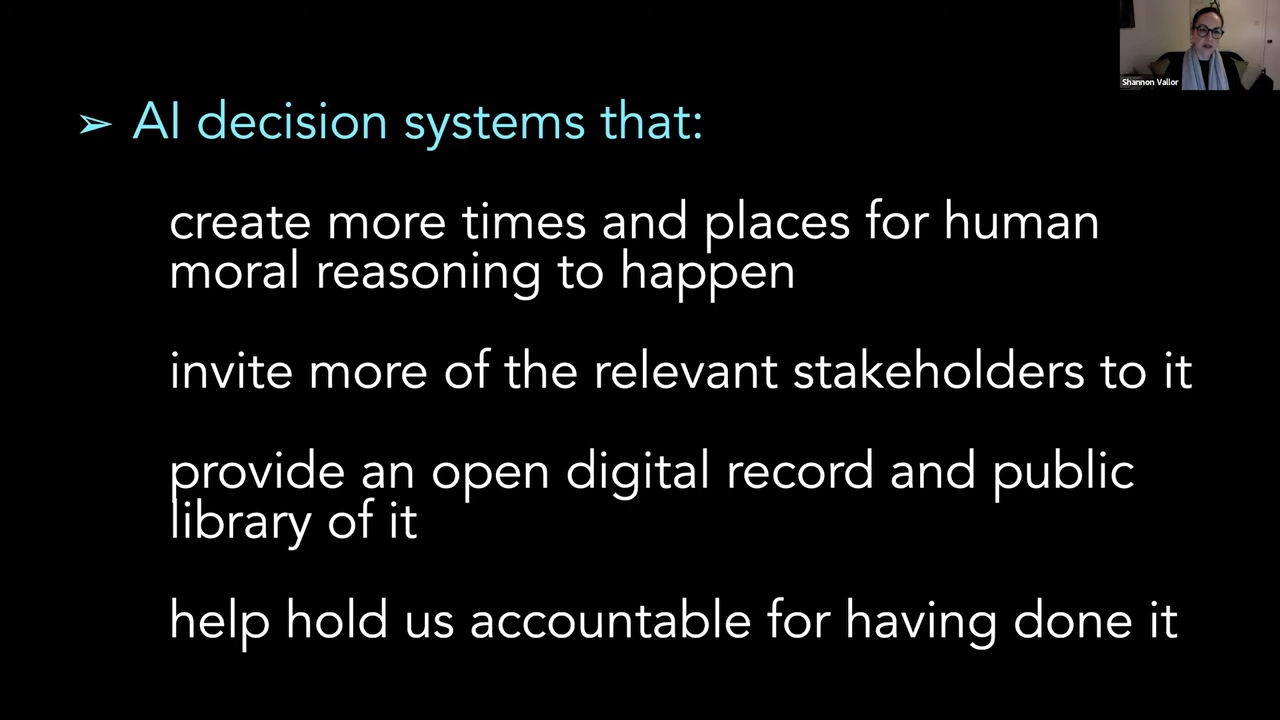 Shannon Vallor
➢ AI decision systems that:
create more times and places for human
moral reasoning to happen
invite more of the relevant stakeholders to it
provide an open digital record and public
library of it
help hold us accountable for having done it